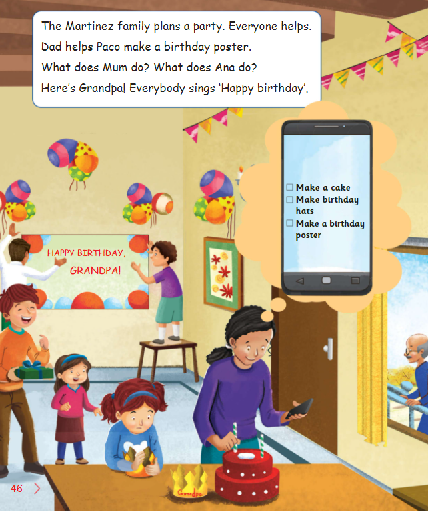 The Martinez family plans a party. Everyone helps.
Dad helps Paco make a birthday poster.
What does Mum do? What does Ana do?
Here's Grandpa! Everybody sings 'Happy birthday'.
Make a cake
Make birthday
hats
Make a birthday
poster
HAPPY BIRTHDAY,
GRANDPA!
Grandpa
46